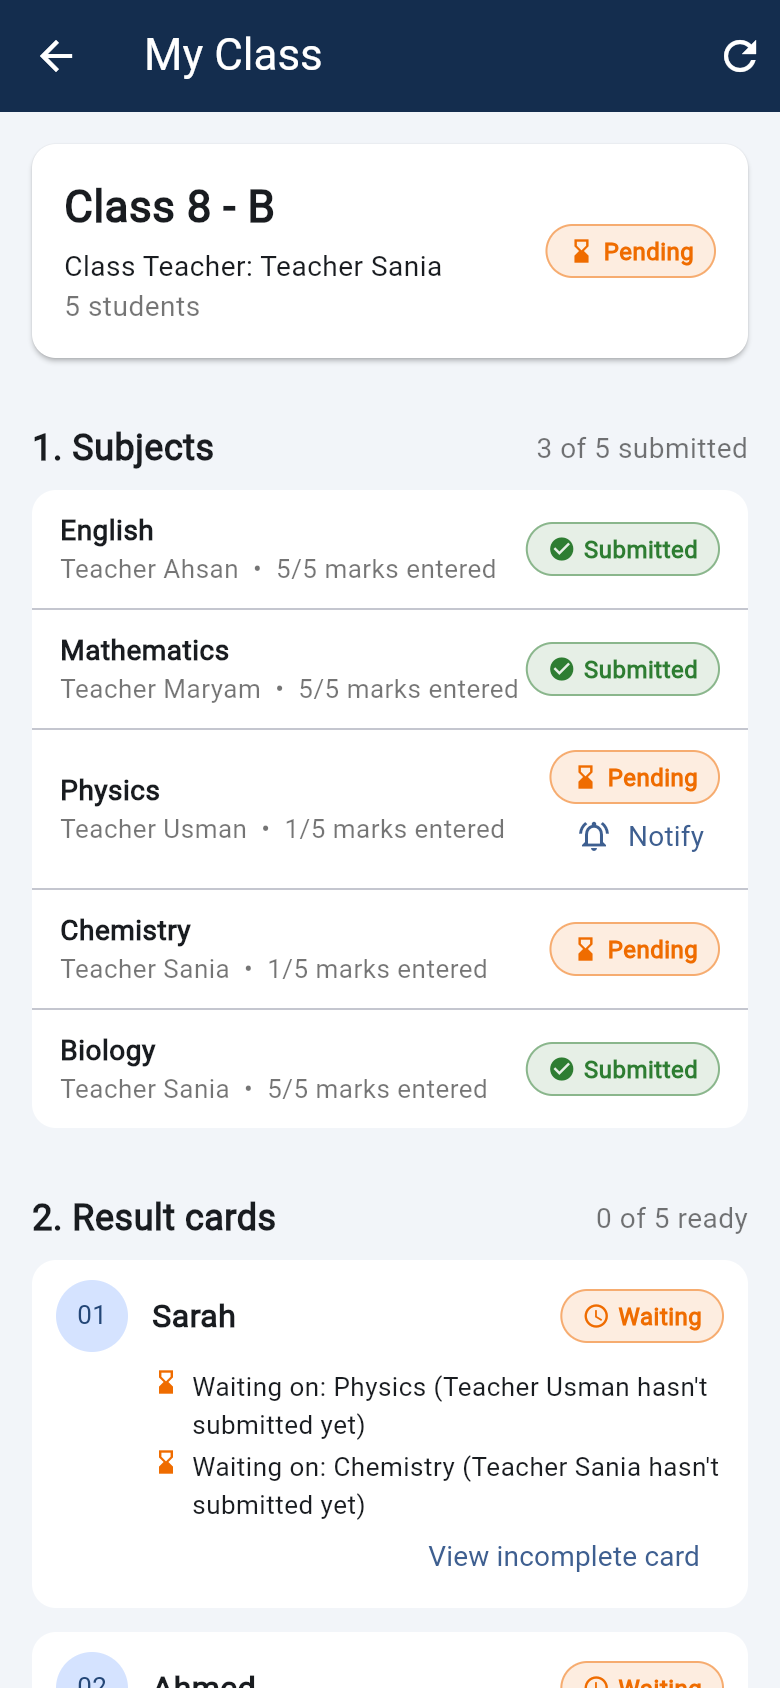 My Class
Class 8 - B
Class Teacher: Teacher Sania
5 students
Pending
1. Subjects
3 of 5 submitted
English
Teacher Ahsan • 5/5 marks entered
Submitted
Mathematics
Teacher Maryam • 5/5 marks entered
Submitted
Physics
Teacher Usman • 1/5 marks entered
Pending
Notify
Chemistry
Teacher Sania • 1/5 marks entered
Pending
Biology
Teacher Sania • 5/5 marks entered
Submitted
2. Result cards
0 of 5 ready
01
Sarah
Waiting
Waiting on: Physics (Teacher Usman hasn't
submitted yet)
Waiting on: Chemistry (Teacher Sania hasn't
submitted yet)
View incomplete card
02
Ahmed
Waiting